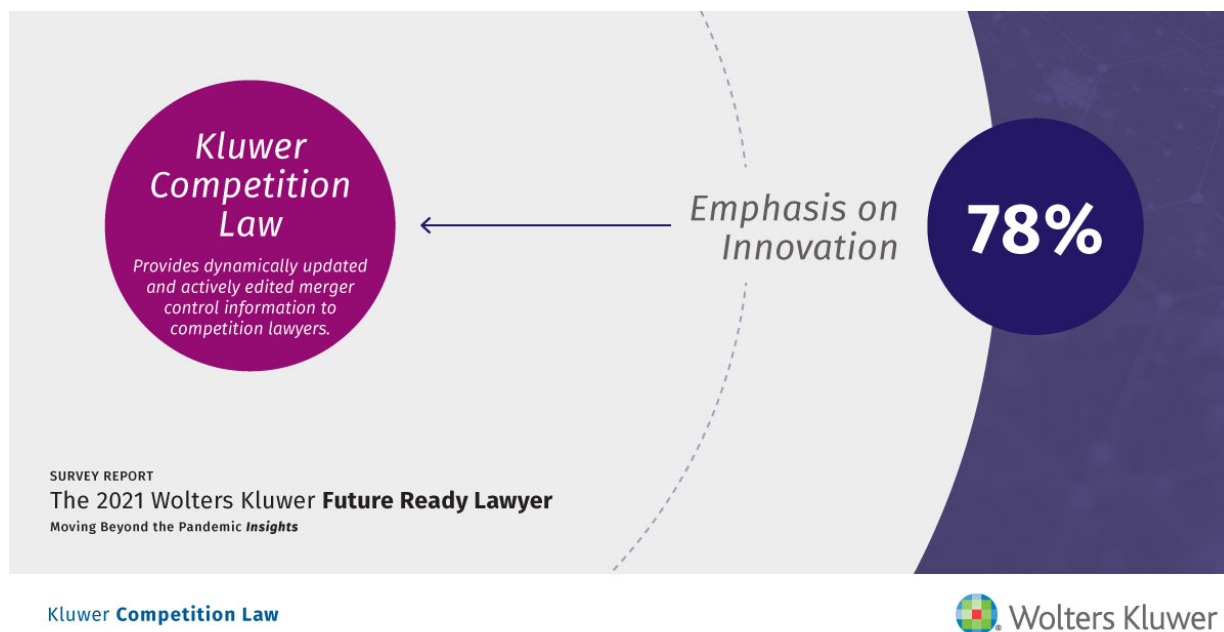 Kluwer
Competition
Law
Provides dynamically updated
and actively edited merger
control information to
competition lawyers.
Emphasis on
Innovation
78%
SURVEY REPORT
The 2021 Wolters Kluwer Future Ready Lawyer
Moving Beyond the Pandemic Insights
Kluwer Competition Law
Wolters Kluwer